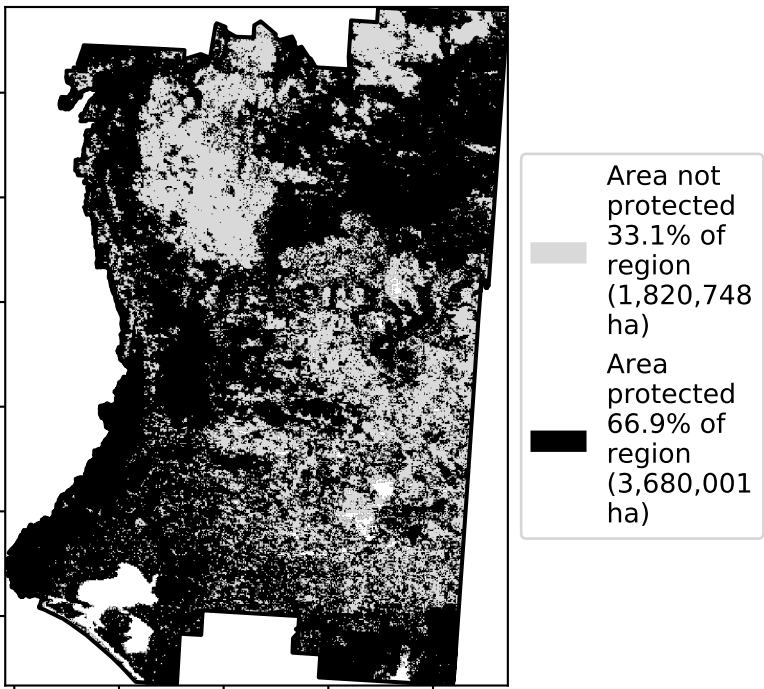 Area not
protected
33.1% of
region
(1,820,748
ha)
Area
protected
66.9% of
region
(3,680,001
ha)